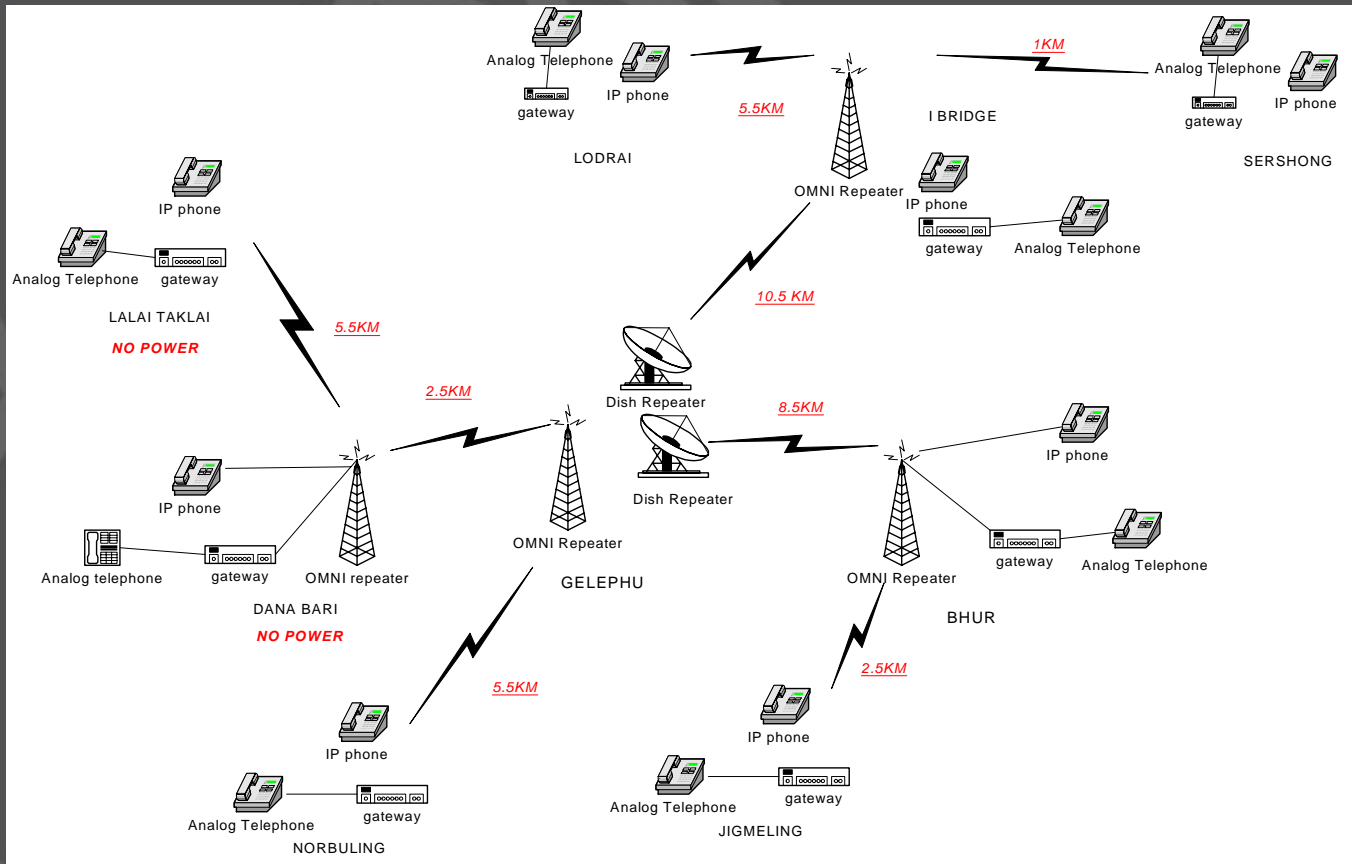 Analog Telephone
IP phone
gateway
5.5KM
LODRAI
1KM
I BRIDGE
OMNI Repeater
IP phone
gateway
Analog Telephone
Analog Telephone
IP phone
gateway
SERSHONG
IP phone
Analog Telephone
gateway
LALAI TAKLAI
NO POWER
5.5KM
10.5 KM
Dish Repeater
2.5KM
8.5KM
Dish Repeater
IP phone
Analog telephone
gateway
OMNI repeater
DANA BARI
NO POWER
OMNI Repeater
GELEPHU
IP phone
gateway
Analog Telephone
OMNI Repeater
BHUR
5.5KM
IP phone
Analog Telephone
gateway
NORBULING
2.5KM
IP phone
Analog Telephone
gateway
JIGMELING